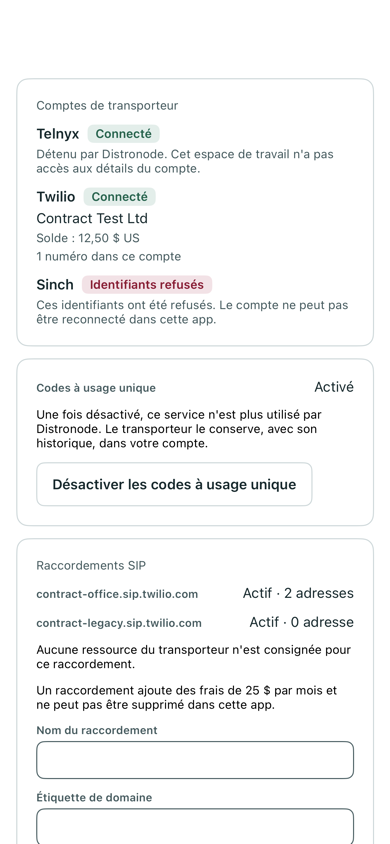 Comptes de transporteur
Telnyx Connecté
Détenu par Distronode. Cet espace de travail n'a pas
accès aux détails du compte.
Twilio Connecté
Contract Test Ltd
Solde : 12,50 $ US
1 numéro dans ce compte
Sinch Identifiants refusés
Ces identifiants ont été refusés. Le compte ne peut pas
être reconnecté dans cette app.
Codes à usage unique Activé
Une fois désactivé, ce service n'est plus utilisé par
Distronode. Le transporteur le conserve, avec son
historique, dans votre compte.
Désactiver les codes à usage unique
Raccordements SIP
contract-office.sip.twilio.com Actif · 2 adresses
contract-legacy.sip.twilio.com Actif · 0 adresse
Aucune ressource du transporteur n'est consignée pour
ce raccordement.
Un raccordement ajoute des frais de 25 $ par mois et
ne peut pas être supprimé dans cette app.
Nom du raccordement
Étiquette de domaine